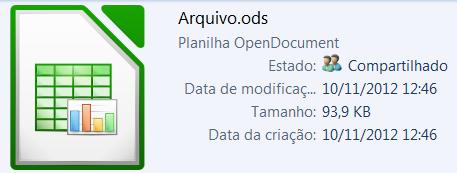 Arquivo.ods
Planilha OpenDocument
Estado: Compartilhado
Data de modificaç... 10/11/2012 12:46
Tamanho: 93,9 KB
Data da criação: 10/11/2012 12:46